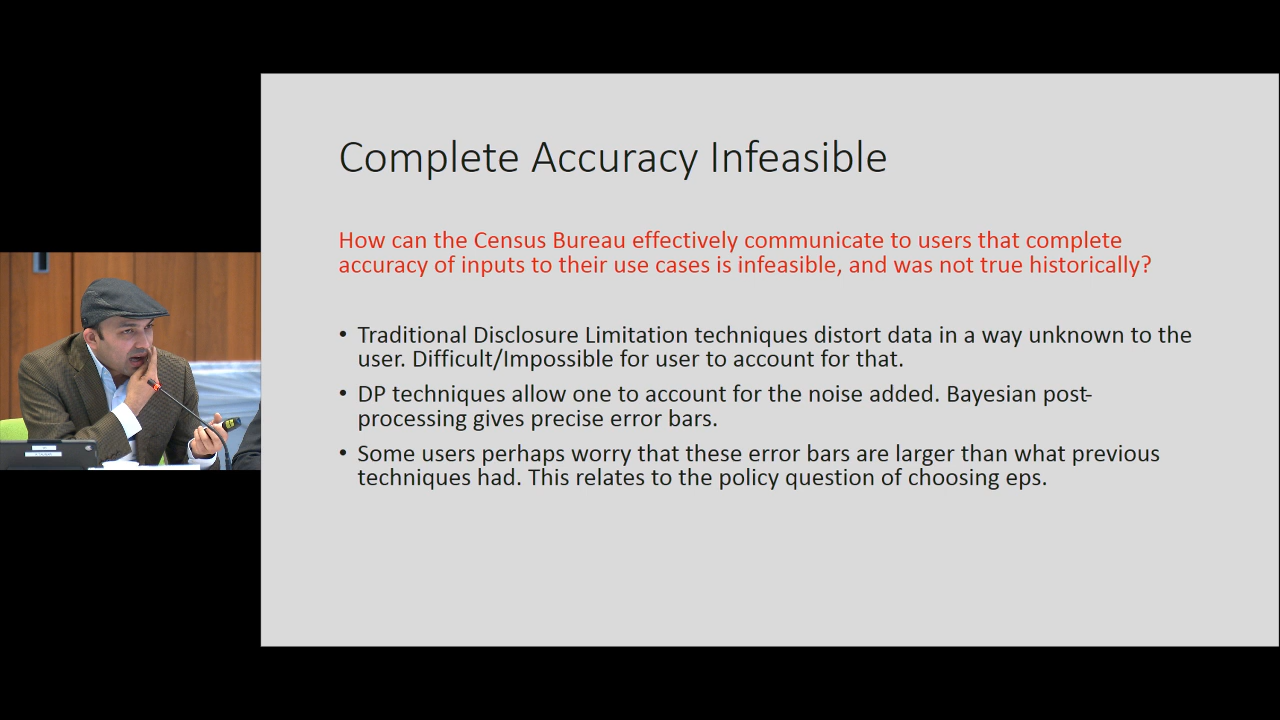 Complete Accuracy Infeasible
How can the Census Bureau effectively communicate to users that complete
accuracy of inputs to their use cases is infeasible, and was not true historically?
• Traditional Disclosure Limitation techniques distort data in a way unknown to the
user. Difficult/Impossible for user to account for that.
• DP techniques allow one to account for the noise added. Bayesian post-
processing gives precise error bars.
• Some users perhaps worry that these error bars are larger than what previous
techniques had. This relates to the policy question of choosing eps.